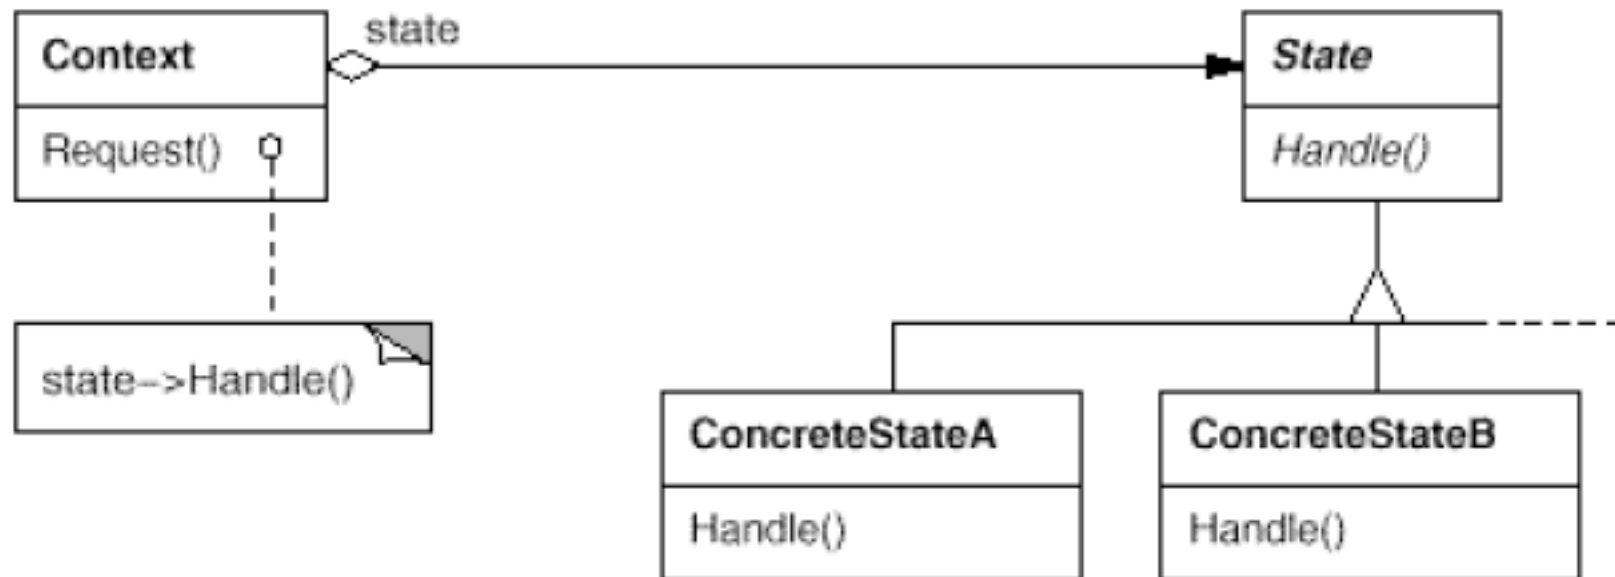 Context
Request()
state
State
Handle()
state->Handle()
ConcreteStateA
Handle()
ConcreteStateB
Handle()